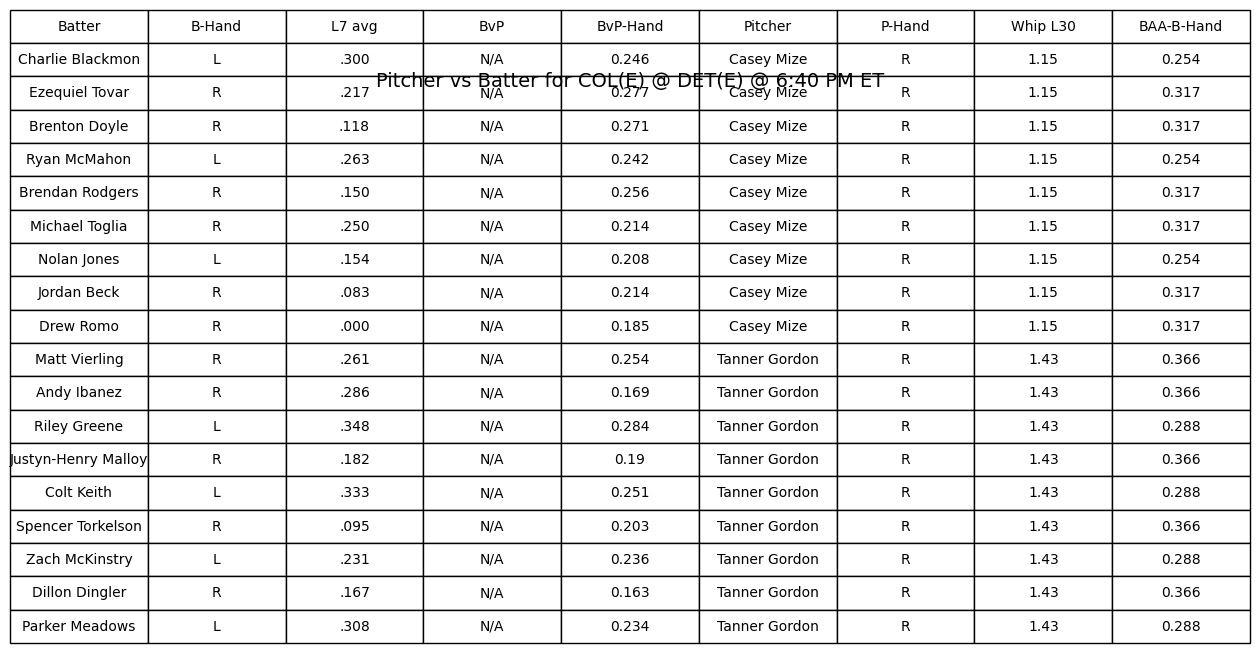 Batter B-Hand L7 avg BvP BvP-Hand Pitcher P-Hand Whip L30 BAA-B-Hand
Charlie Blackmon L .300 N/A 0.246 Casey Mize R 1.15 0.254
Pitcher vs Batter for COL(E) @ DET(E) @ 6:40 PM ET
Ezequiel Tovar R .217 N/A 0.277 Casey Mize R 1.15 0.317
Brenton Doyle R .118 N/A 0.271 Casey Mize R 1.15 0.317
Ryan McMahon L .263 N/A 0.242 Casey Mize R 1.15 0.254
Brendan Rodgers R .150 N/A 0.256 Casey Mize R 1.15 0.317
Michael Toglia R .250 N/A 0.214 Casey Mize R 1.15 0.317
Nolan Jones L .154 N/A 0.208 Casey Mize R 1.15 0.254
Jordan Beck R .083 N/A 0.214 Casey Mize R 1.15 0.317
Drew Romo R .000 N/A 0.185 Casey Mize R 1.15 0.317
Matt Vierling R .261 N/A 0.254 Tanner Gordon R 1.43 0.366
Andy Ibanez R .286 N/A 0.169 Tanner Gordon R 1.43 0.366
Riley Greene L .348 N/A 0.284 Tanner Gordon R 1.43 0.288
Justyn-Henry Malloy R .182 N/A 0.19 Tanner Gordon R 1.43 0.366
Colt Keith L .333 N/A 0.251 Tanner Gordon R 1.43 0.288
Spencer Torkelson R .095 N/A 0.203 Tanner Gordon R 1.43 0.366
Zach McKinstry L .231 N/A 0.236 Tanner Gordon R 1.43 0.288
Dillon Dingler R .167 N/A 0.163 Tanner Gordon R 1.43 0.366
Parker Meadows L .308 N/A 0.234 Tanner Gordon R 1.43 0.288